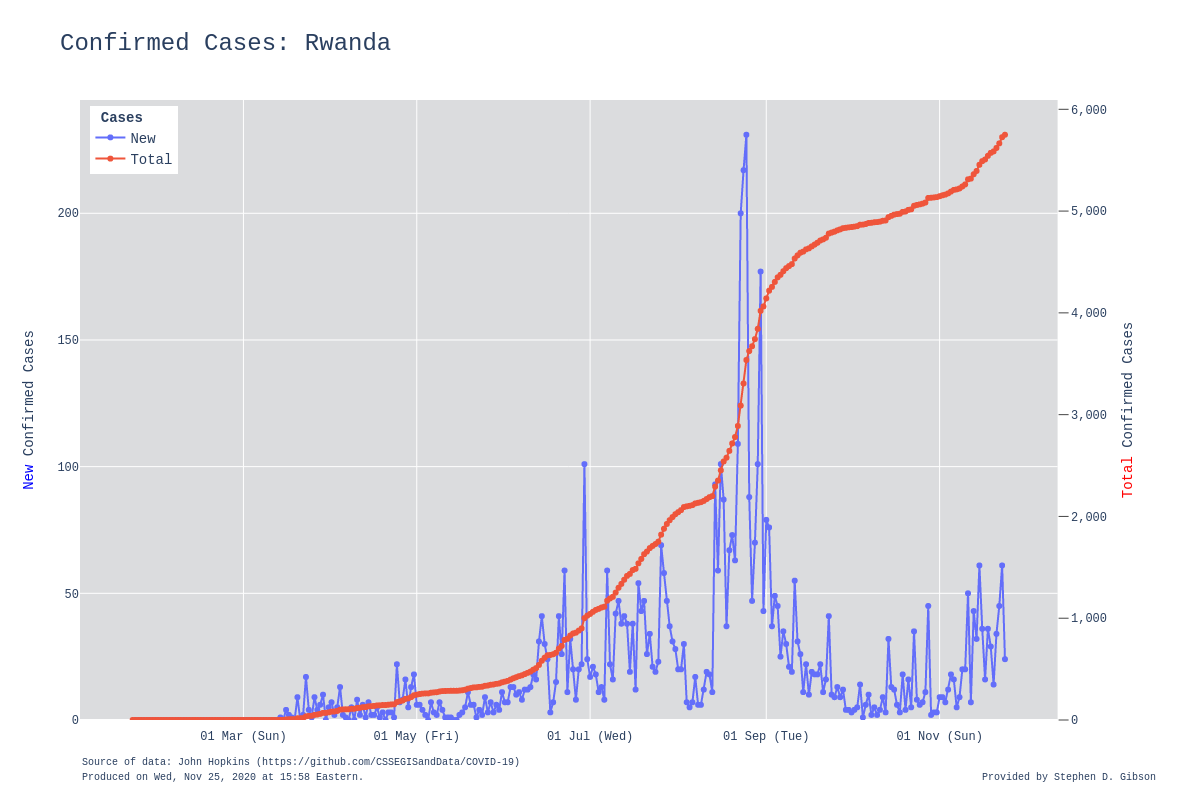 Confirmed Cases: Rwanda
Cases
New
Total
200
150
100
50
0
6,000
5,000
4,000
3,000
2,000
1,000
0
New Confirmed Cases
Total Confirmed Cases
01 Mar (Sun)
01 May (Fri)
01 Jul (Wed)
01 Sep (Tue)
01 Nov (Sun)
Source of data: John Hopkins (https://github.com/CSSEGISandData/COVID-19)
Produced on Wed, Nov 25, 2020 at 15:58 Eastern.
Provided by Stephen D. Gibson